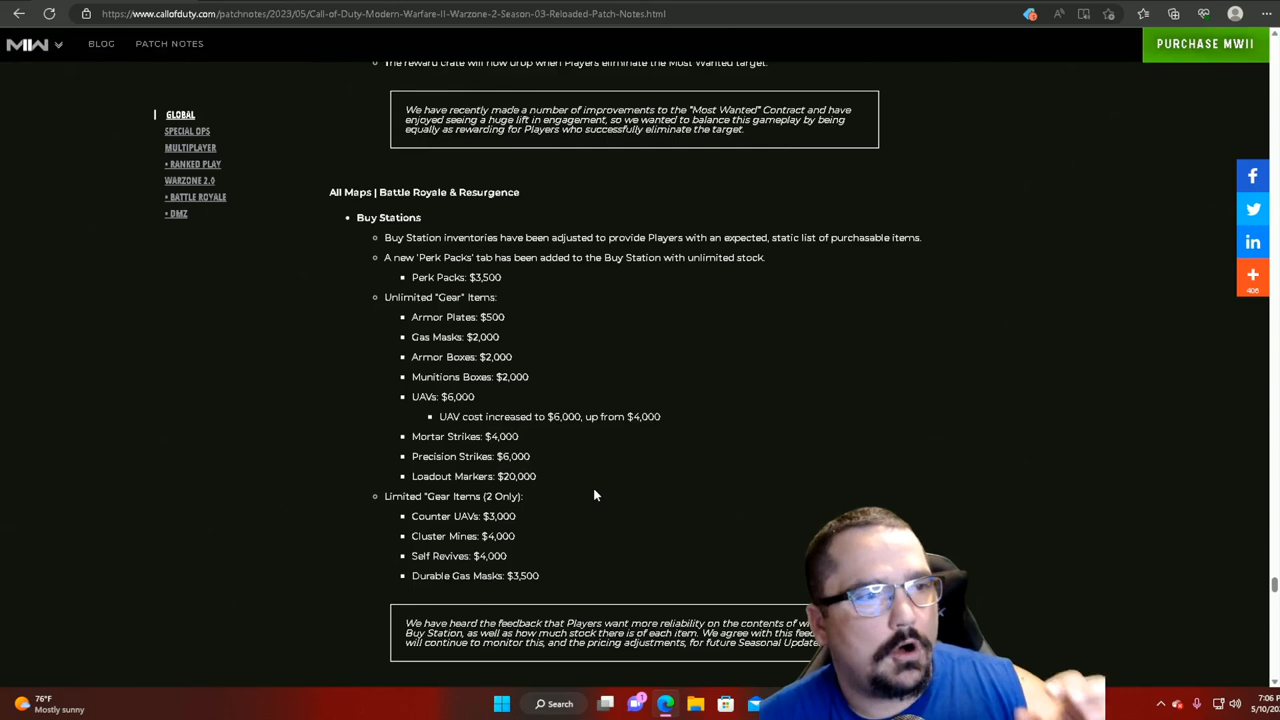 https://www.callofduty.com/patchnotes/2023/05/Call-of-Duty-Modern-Warfare-II-Warzone-2-Season-03-Reloaded-Patch-Notes.html
MW
BLOG
PATCH NOTES
PURCHASE MWII
The reward crate will now drop when Players eliminate the Most Wanted target.
GLOBAL
SPECIAL OPS
MULTIPLAYER
• RANKED PLAY
WARZONE 2.0
• BATTLE ROYALE
• DMZ
We have recently made a number of improvements to the "Most Wanted" Contract and have
enjoyed seeing a huge lift in engagement, so we wanted to balance this gameplay by being
equally as rewarding for Players who successfully eliminate the target.
All Maps | Battle Royale & Resurgence
Buy Stations
Buy Station inventories have been adjusted to provide Players with an expected, static list of purchasable items.
A new 'Perk Packs' tab has been added to the Buy Station with unlimited stock.
Perk Packs: $3,500
Unlimited "Gear" Items:
Armor Plates: $500
Gas Masks: $2,000
Armor Boxes: $2,000
Munitions Boxes: $2,000
UAVs: $6,000
UAV cost increased to $6,000, up from $4,000
Mortar Strikes: $4,000
Precision Strikes: $6,000
Loadout Markers: $20,000
Limited "Gear Items (2 Only):
Counter UAVs: $3,000
Cluster Mines: $4,000
Self Revives: $4,000
Durable Gas Masks: $3,500
We have heard the feedback that Players want more reliability on the contents of
Buy Station, as well as how much stock there is of each item. We agree with this
will continue to monitor this, and the pricing adjustments, for future Seasonal
406
76°F
Mostly sunny
Search
7:06